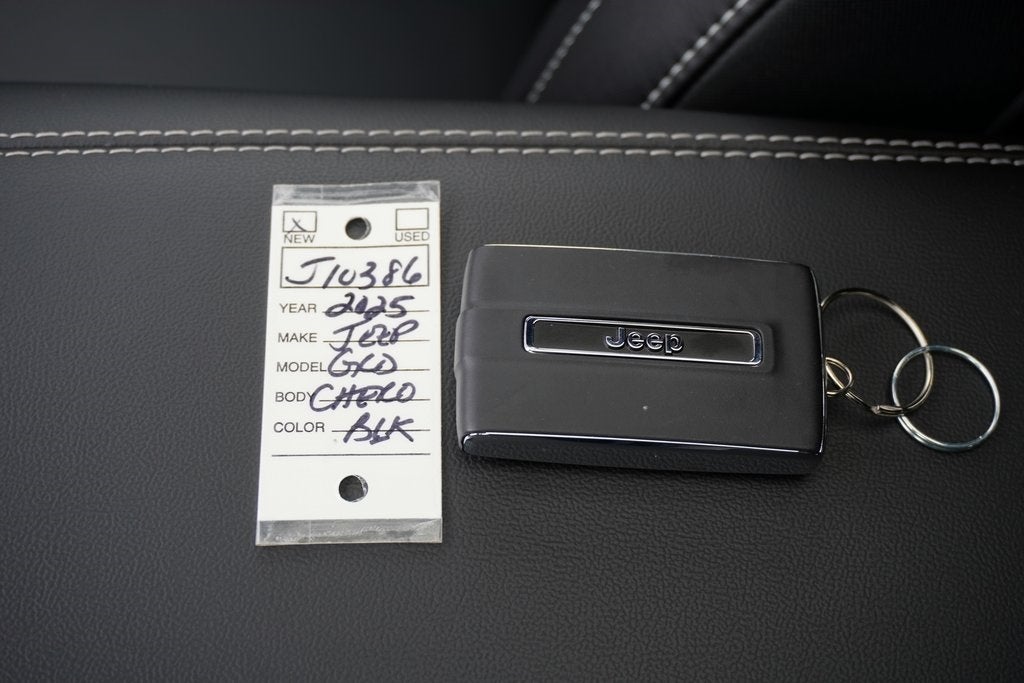 X
NEW USED
J10386
YEAR 2025
MAKE JEEP
MODEL GRD
BODY CHERO
COLOR BLK
Jeep